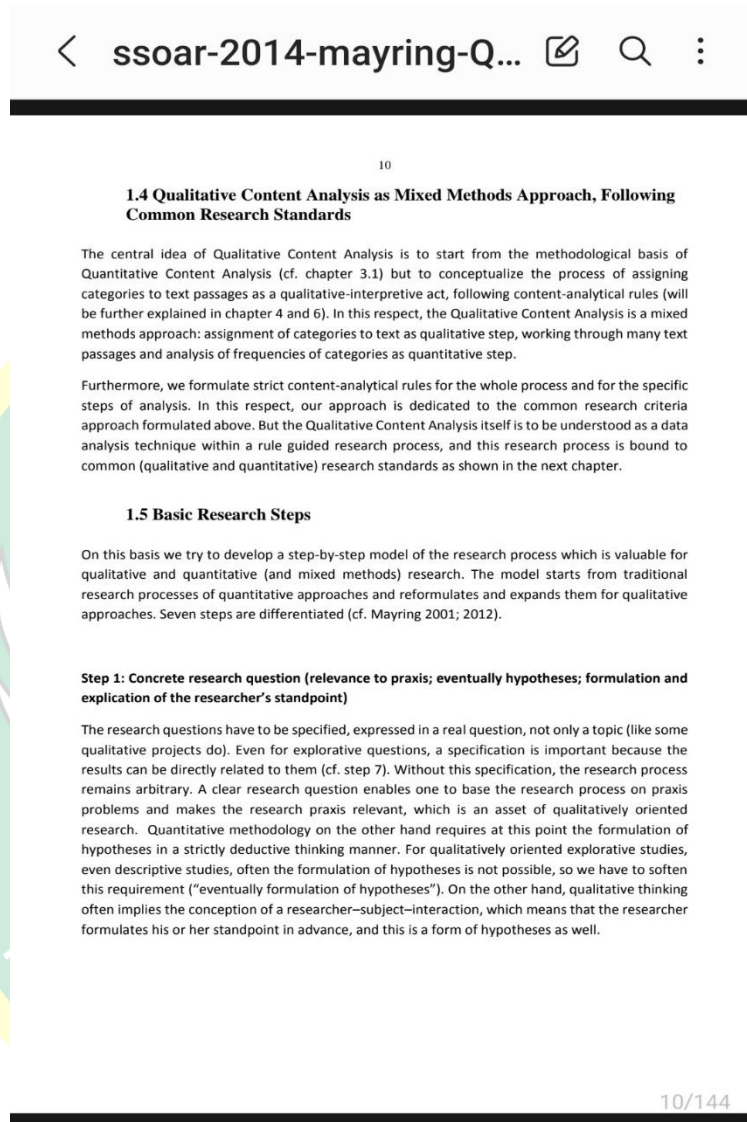 ssoar-2014-mayring-Q...
10
1.4 Qualitative Content Analysis as Mixed Methods Approach, Following
Common Research Standards
The central idea of Qualitative Content Analysis is to start from the methodological basis of
Quantitative Content Analysis (cf. chapter 3.1) but to conceptualize the process of assigning
categories to text passages as a qualitative-interpretive act, following content-analytical rules (will
be further explained in chapter 4 and 6). In this respect, the Qualitative Content Analysis is a mixed
methods approach: assignment of categories to text as qualitative step, working through many text
passages and analysis of frequencies of categories as quantitative step.
Furthermore, we formulate strict content-analytical rules for the whole process and for the specific
steps of analysis. In this respect, our approach is dedicated to the common research criteria
approach formulated above. But the Qualitative Content Analysis itself is to be understood as a data
analysis technique within a rule guided research process, and this research process is bound to
common (qualitative and quantitative) research standards as shown in the next chapter.
1.5 Basic Research Steps
On this basis we try to develop a step-by-step model of the research process which is valuable for
qualitative and quantitative (and mixed methods) research. The model starts from traditional
research processes of quantitative approaches and reformulates and expands them for qualitative
approaches. Seven steps are differentiated (cf. Mayring 2001; 2012).
Step 1: Concrete research question (relevance to praxis; eventually hypotheses; formulation and
explication of the researcher's standpoint)
The research questions have to be specified, expressed in a real question, not only a topic (like some
qualitative projects do). Even for explorative questions, a specification is important because the
results can be directly related to them (cf. step 7). Without this specification, the research process
remains arbitrary. A clear research question enables one to base the research process on praxis
problems and makes the research praxis relevant, which is an asset of qualitatively oriented
research. Quantitative methodology on the other hand requires at this point the formulation of
hypotheses in a strictly deductive thinking manner. For qualitatively oriented explorative studies,
even descriptive studies, often the formulation of hypotheses is not possible, so we have to soften
this requirement ("eventually formulation of hypotheses"). On the other hand, qualitative thinking
often implies the conception of a researcher–subject–interaction, which means that the researcher
formulates his or her standpoint in advance, and this is a form of hypotheses as well.
10/144